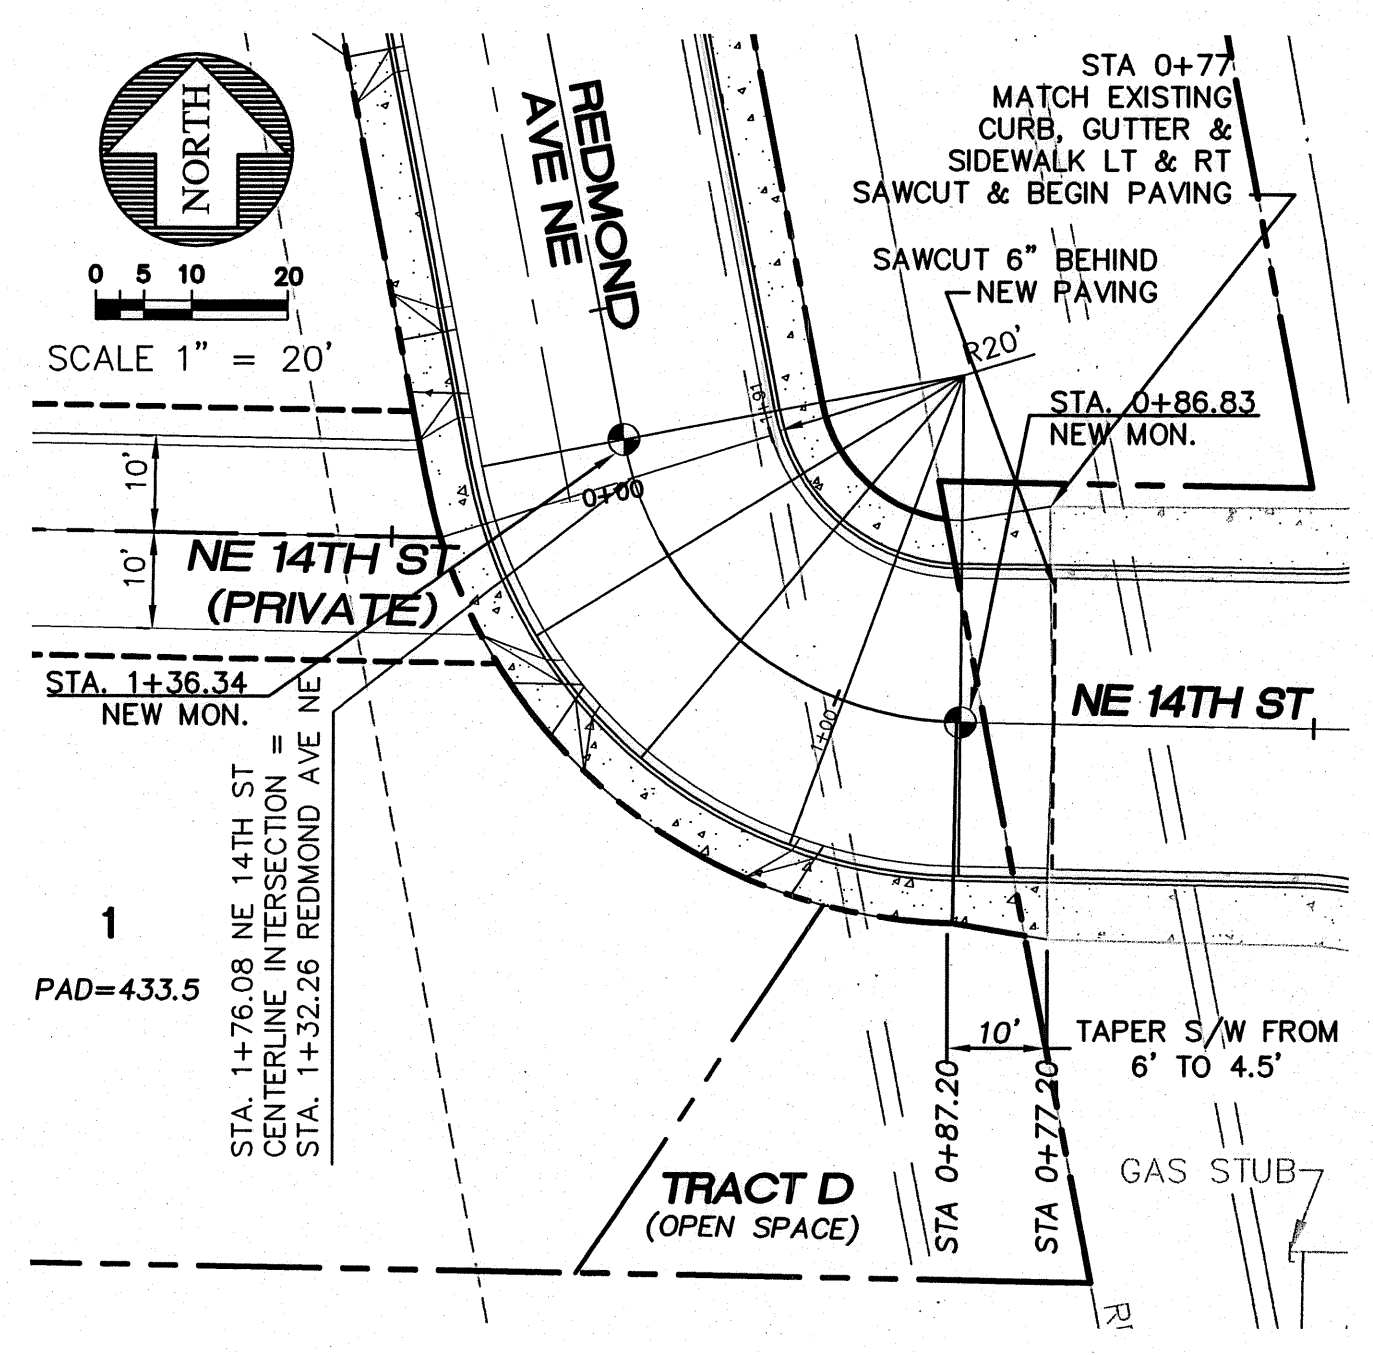 NORTH
0 5 10 20
SCALE 1" = 20'
REDMOND
AVE NE
STA 0+77
MATCH EXISTING
CURB, GUTTER &
SIDEWALK LT & RT
SAWCUT & BEGIN PAVING
SAWCUT 6" BEHIND
NEW PAVING
R20'
STA. 0+86.83
NEW MON.
10'
10'
0+00
1+00
NE 14TH ST
(PRIVATE)
STA. 1+36.34
NEW MON.
NE 14TH ST
STA. 1+76.08 NE 14TH ST
CENTERLINE INTERSECTION =
STA. 1+32.26 REDMOND AVE NE
1
PAD=433.5
10'
TAPER S/W FROM
6' TO 4.5'
STA 0+87.20
STA 0+77.20
TRACT D
(OPEN SPACE)
GAS STUB